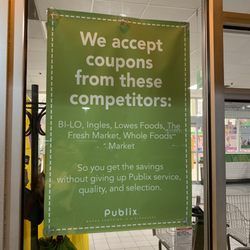 We accept
coupons
from these
competitors:
BI-LO, Ingles, Lowes Foods, The
Fresh Market, Whole Foods
Market
So you get the savings
without giving up Publix service,
quality, and selection.
Publix